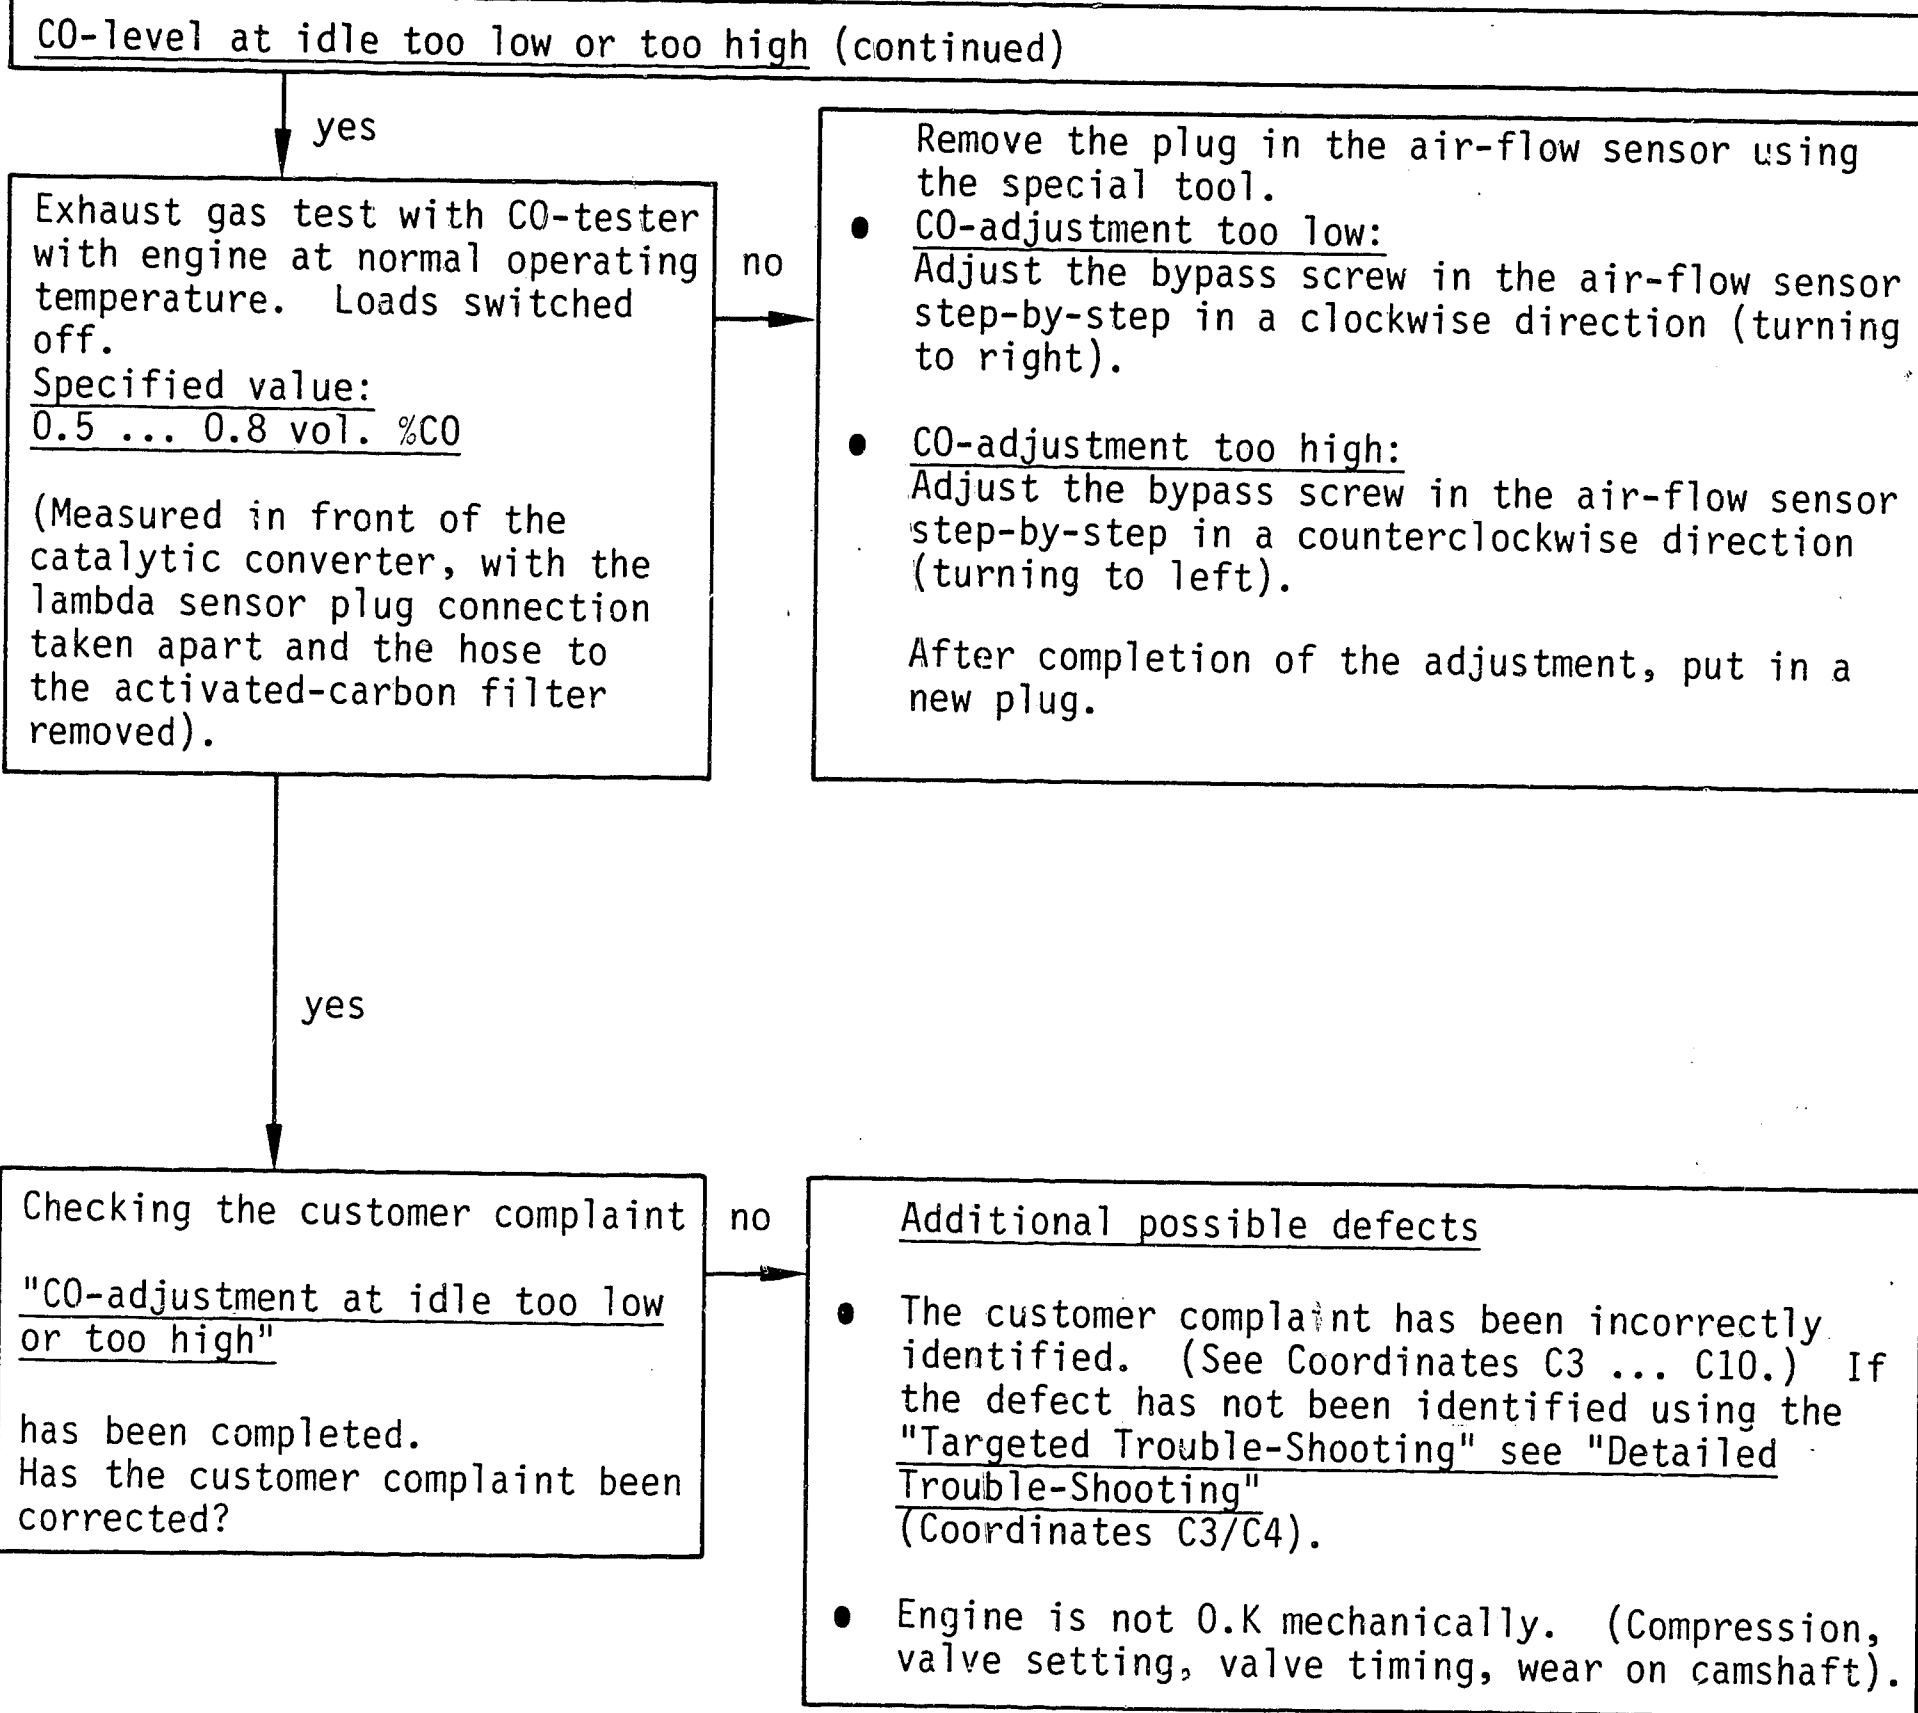 CO-level at idle too low or too high (continued)
yes
Exhaust gas test with CO-tester
with engine at normal operating
temperature. Loads switched
off.
Specified value:
0.5 ... 0.8 vol. %CO
(Measured in front of the
catalytic converter, with the
lambda sensor plug connection
taken apart and the hose to
the activated-carbon filter
removed).
no
Remove the plug in the air-flow sensor using
the special tool.
● CO-adjustment too low:
Adjust the bypass screw in the air-flow sensor
step-by-step in a clockwise direction (turning
to right).
● CO-adjustment too high:
Adjust the bypass screw in the air-flow sensor
step-by-step in a counterclockwise direction
(turning to left).
After completion of the adjustment, put in a
new plug.
yes
Checking the customer complaint
"CO-adjustment at idle too low
or too high"
has been completed.
Has the customer complaint been
corrected?
no
Additional possible defects
● The customer complaint has been incorrectly
identified. (See Coordinates C3 ... C10.) If
the defect has not been identified using the
"Targeted Trouble-Shooting" see "Detailed
Trouble-Shooting"
(Coordinates C3/C4).
● Engine is not O.K mechanically. (Compression,
valve setting, valve timing, wear on camshaft).